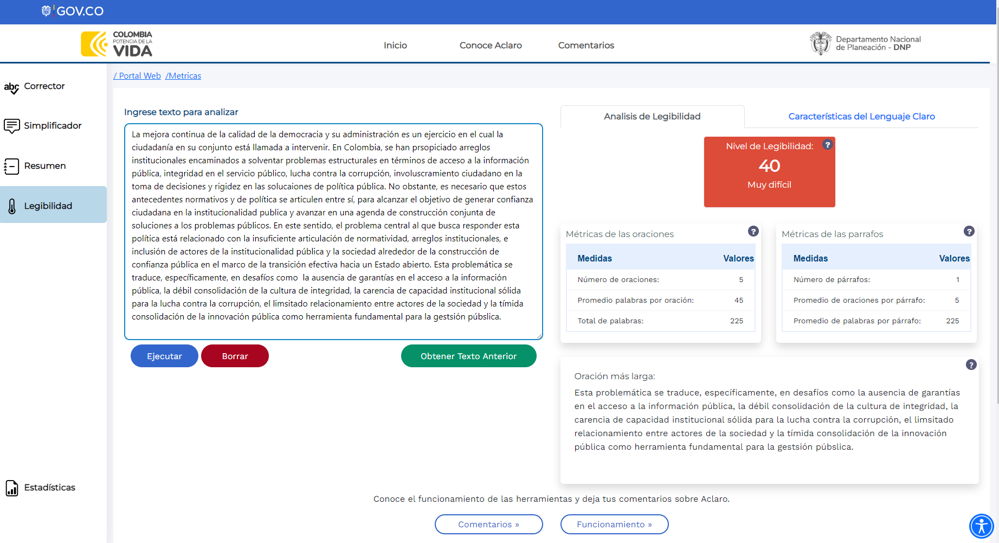 GOV.CO
COLOMBIA
POTENCIA DE LA
VIDA
Inicio
Conoce Aclaro
Comentarios
Departamento Nacional
de Planeación - DNP
/ Portal Web /Metricas
abc Corrector
Simplificador
Resumen
Legibilidad
Estadísticas
Ingrese texto para analizar
La mejora continua de la calidad de la democracia y su administración es un ejercicio en el cual la
ciudadanía en su conjunto está llamada a intervenir. En Colombia, se han prsopiciado arreglos
institucionales encaminados a solventar problemas estructurales en términos de acceso a la información
pública, integridad en el servicio público, lucha contra la corrupción, involuscramiento ciudadano en la
toma de decisiones y rigidez en las solucaiones de política pública. No obstante, es necesario que estos
antecedentes normativos y de política se articulen entre sí, para alcanzar el objetivo de generar confianza
ciudadana en la institucionalidad publica y avanzar en una agenda de construcción conjunta de
soluciones a los problemas públicos. En este sentido, el problema central al que busca responder esta
política está relacionado con la insuficiente articulación de normatividad, arreglos institucionales, e
inclusión de actores de la institucionalidad pública y la sociedad alrededor de la construcción de
confianza pública en el marco de la transición efectiva hacia un Estado abierto. Esta problemática se
traduce, específicamente, en desafíos como  la ausencia de garantías en el acceso a la información
pública, la débil consolidación de la cultura de integridad, la carencia de capacidad institucional sólida
para la lucha contra la corrupción, el limsitado relacionamiento entre actores de la sociedad y la tímida
consolidación de la innovación pública como herramienta fundamental para la gestsión púbslica.
Ejecutar
Borrar
Obtener Texto Anterior
Analisis de Legibilidad
Características del Lenguaje Claro
Nivel de Legibilidad: ?
40
Muy difícil
Métricas de las oraciones ?
Medidas Valores
Número de oraciones: 5
Promedio palabras por oración: 45
Total de palabras: 225
Métricas de las parrafos ?
Medidas Valores
Número de párrafos: 1
Promedio de oraciones por párrafo: 5
Promedio de palabras por párrafo: 225
?
Oración más larga:
Esta problemática se traduce, específicamente, en desafíos como la ausencia de garantías
en el acceso a la información pública, la débil consolidación de la cultura de integridad, la
carencia de capacidad institucional sólida para la lucha contra la corrupción, el limsitado
relacionamiento entre actores de la sociedad y la tímida consolidación de la innovación
pública como herramienta fundamental para la gestsión púbslica.
Conoce el funcionamiento de las herramientas y deja tus comentarios sobre Aclaro.
Comentarios »
Funcionamiento »